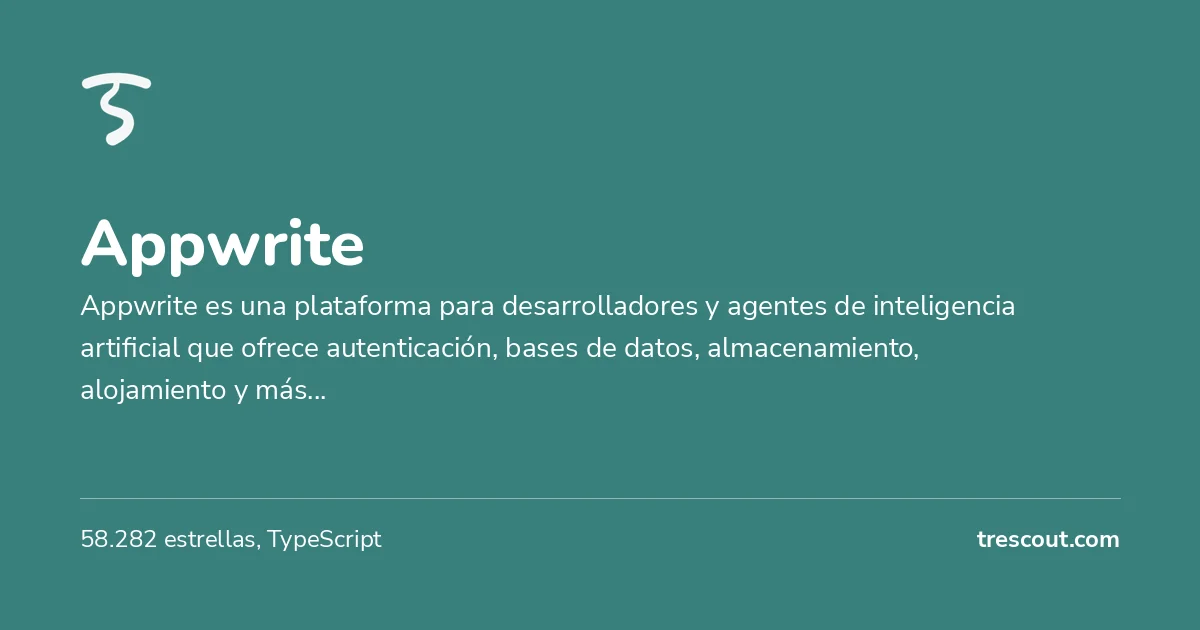 Appwrite
Appwrite es una plataforma para desarrolladores y agentes de inteligencia
artificial que ofrece autenticación, bases de datos, almacenamiento,
alojamiento y más...
58.282 estrellas, TypeScript
trescout.com